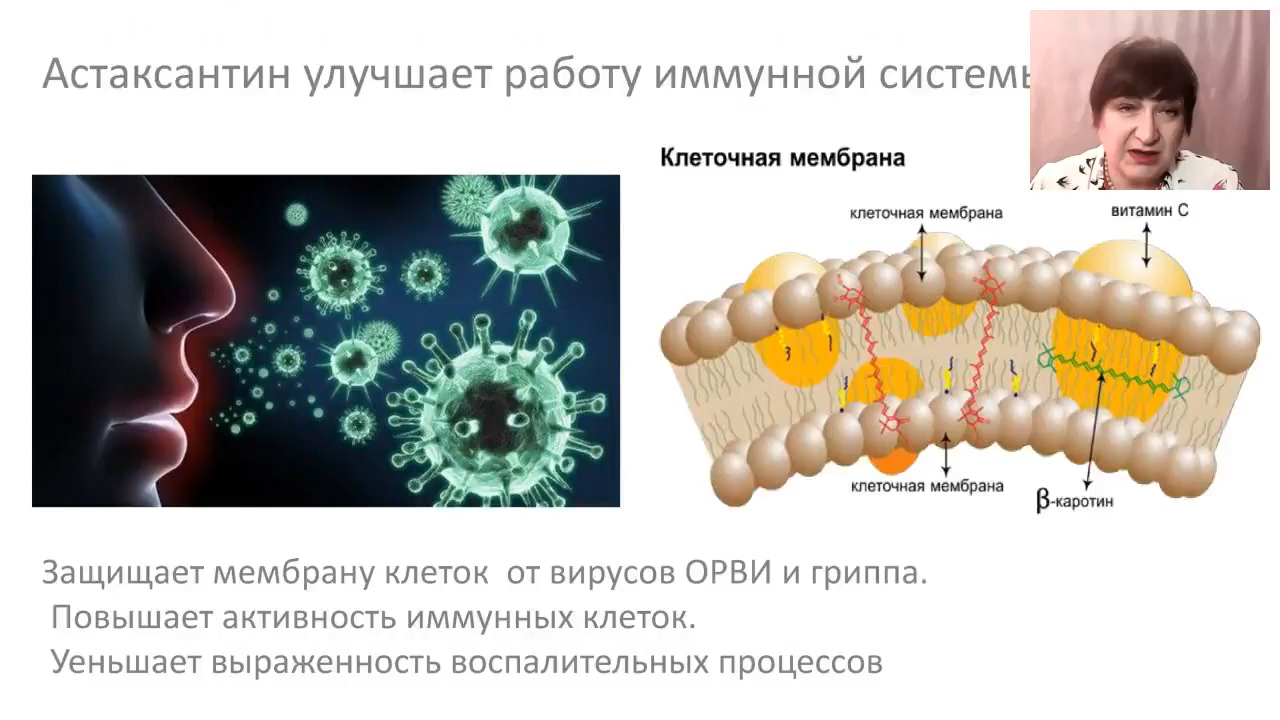 Астаксантин улучшает работу иммунной системы
Клеточная мембрана
клеточная мембрана
витамин С
клеточная мембрана
β-каротин
Защищает мембрану клеток от вирусов ОРВИ и гриппа.
Повышает активность иммунных клеток.
Уеньшает выраженность воспалительных процессов